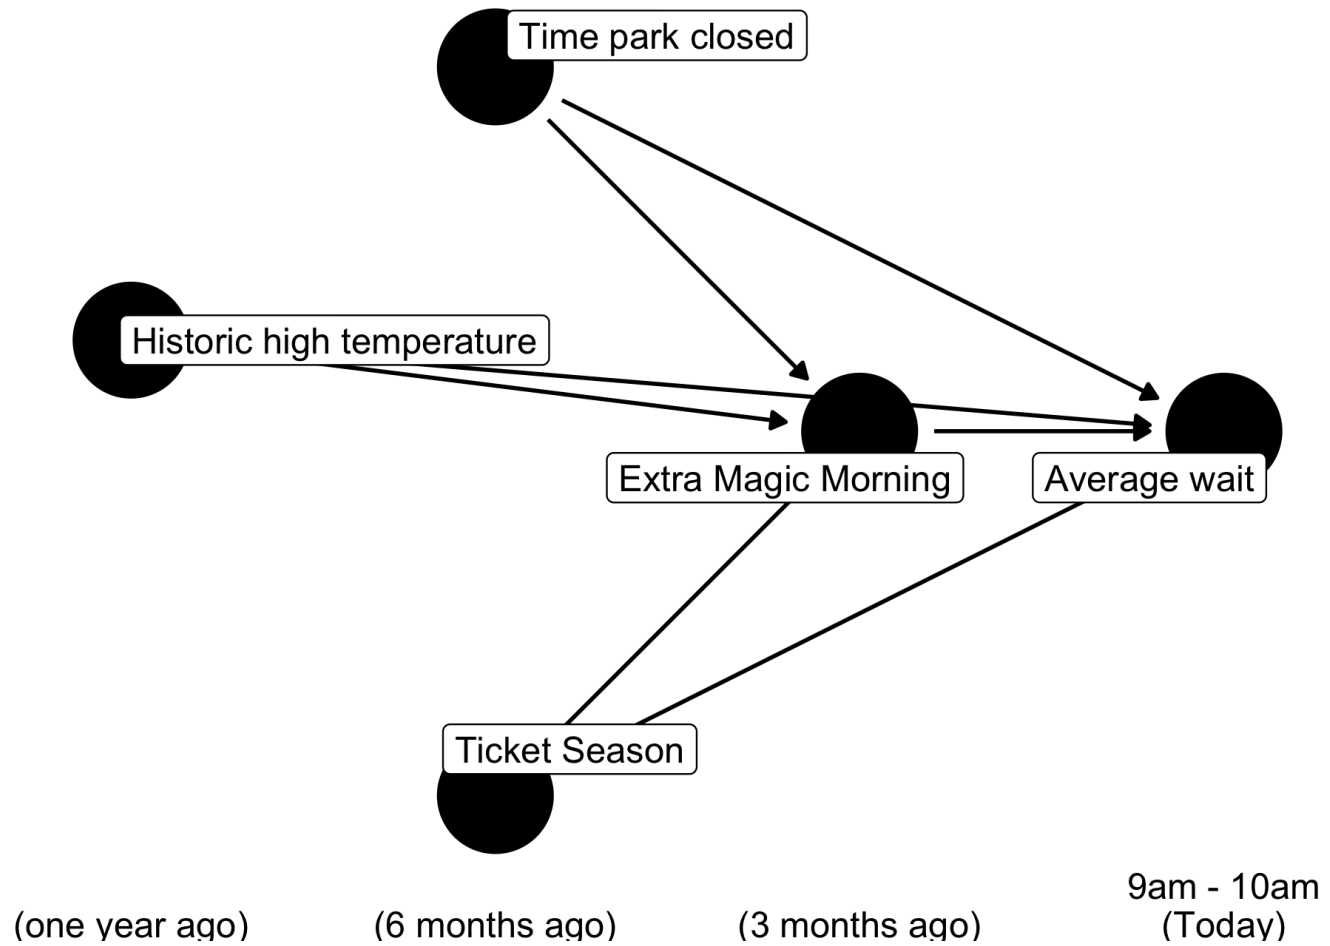 Time park closed
Historic high temperature
Extra Magic Morning
Average wait
Ticket Season
(one year ago)
(6 months ago)
(3 months ago)
9am - 10am
(Today)